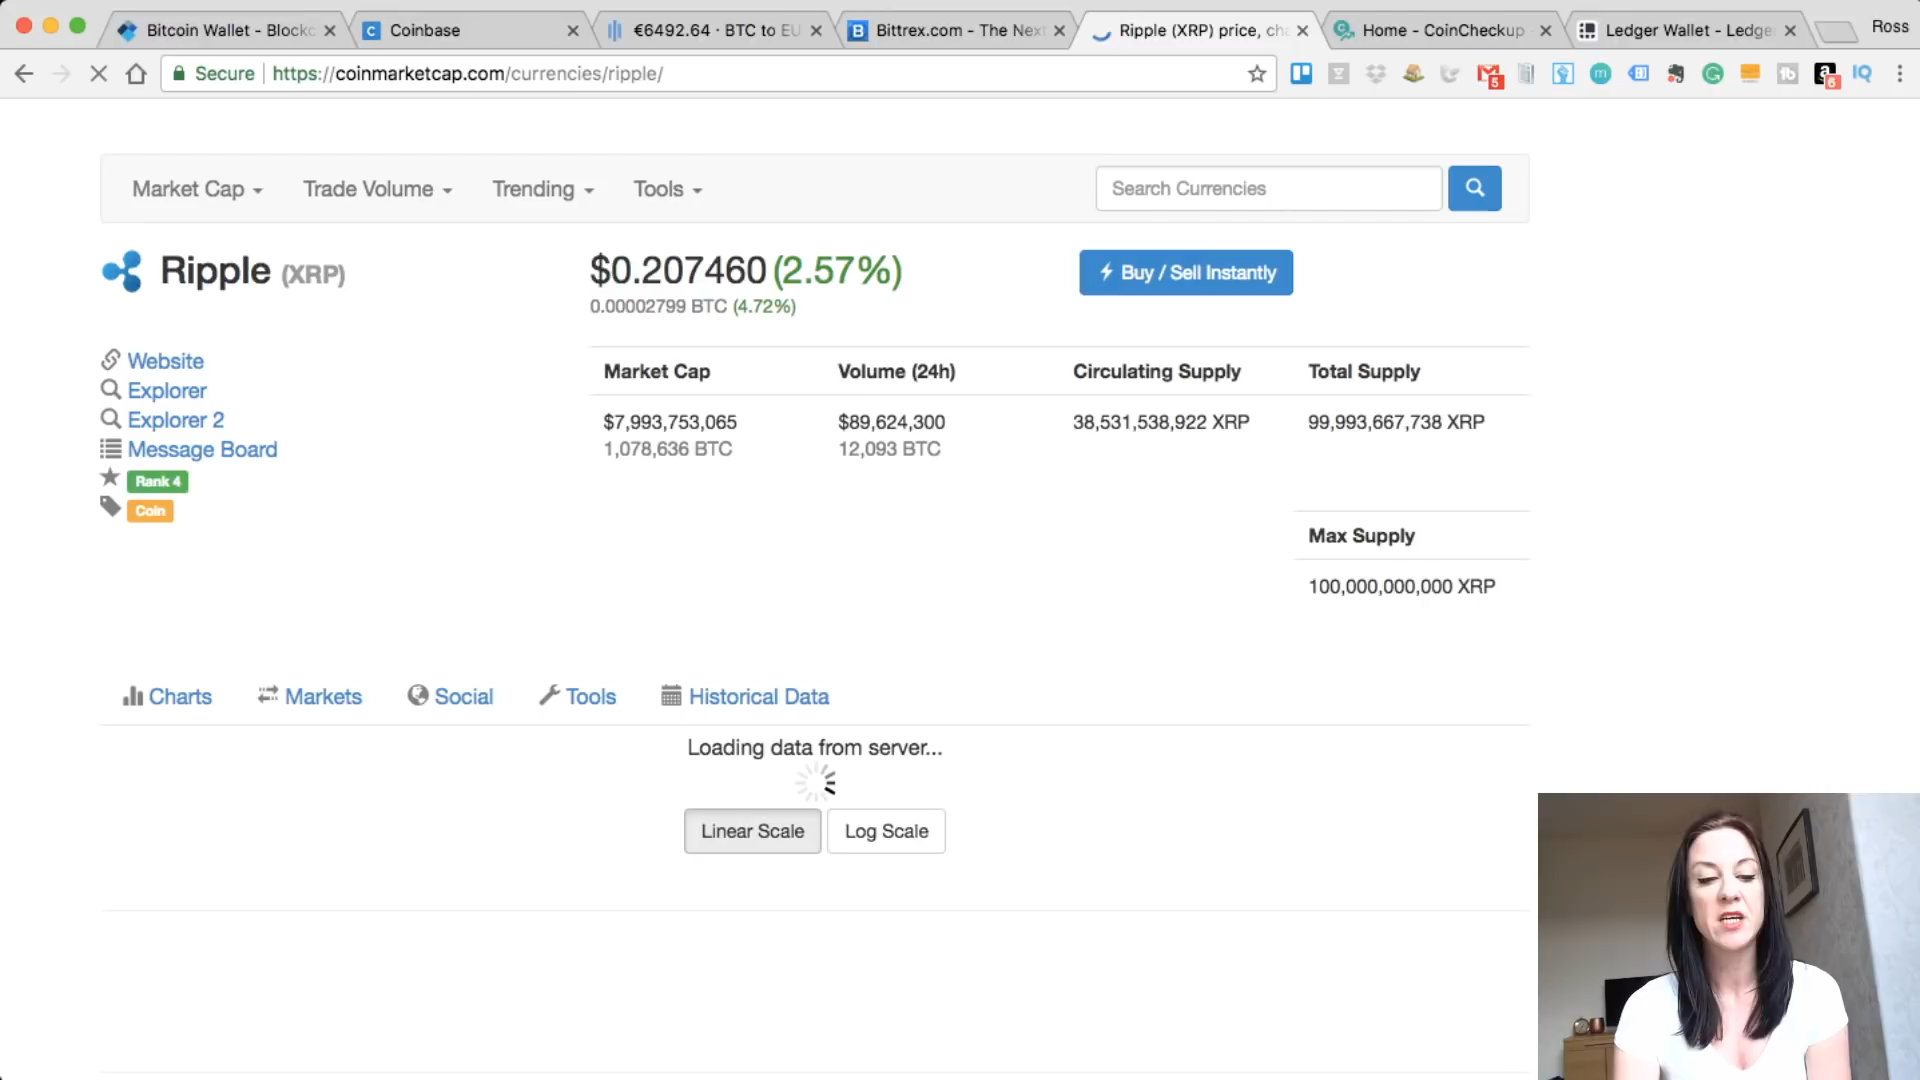 Bitcoin Wallet - Blockc
Coinbase
€6492.64 · BTC to EU
Bittrex.com - The Next
Ripple (XRP) price, cha
Home - CoinCheckup
Ledger Wallet - Ledge
Ross
Secure
https://coinmarketcap.com/currencies/ripple/
5
6
IQ
Market Cap
Trade Volume
Trending
Tools
Search Currencies
Ripple (XRP)
$0.207460 (2.57%)
0.00002799 BTC (4.72%)
Buy / Sell Instantly
Website
Explorer
Explorer 2
Message Board
Rank 4
Coin
Market Cap
Volume (24h)
Circulating Supply
Total Supply
$7,993,753,065
$89,624,300
38,531,538,922 XRP
99,993,667,738 XRP
1,078,636 BTC
12,093 BTC
Max Supply
100,000,000,000 XRP
Charts
Markets
Social
Tools
Historical Data
Loading data from server...
Linear Scale
Log Scale